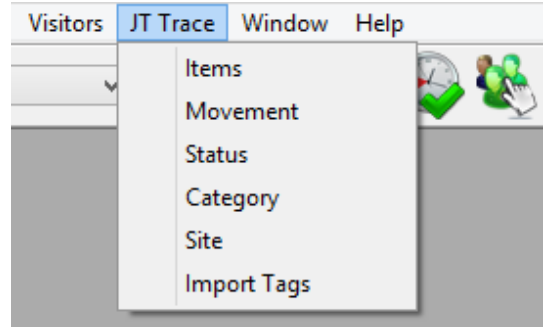 Visitors JT Trace Window Help
Items
Movement
Status
Category
Site
Import Tags